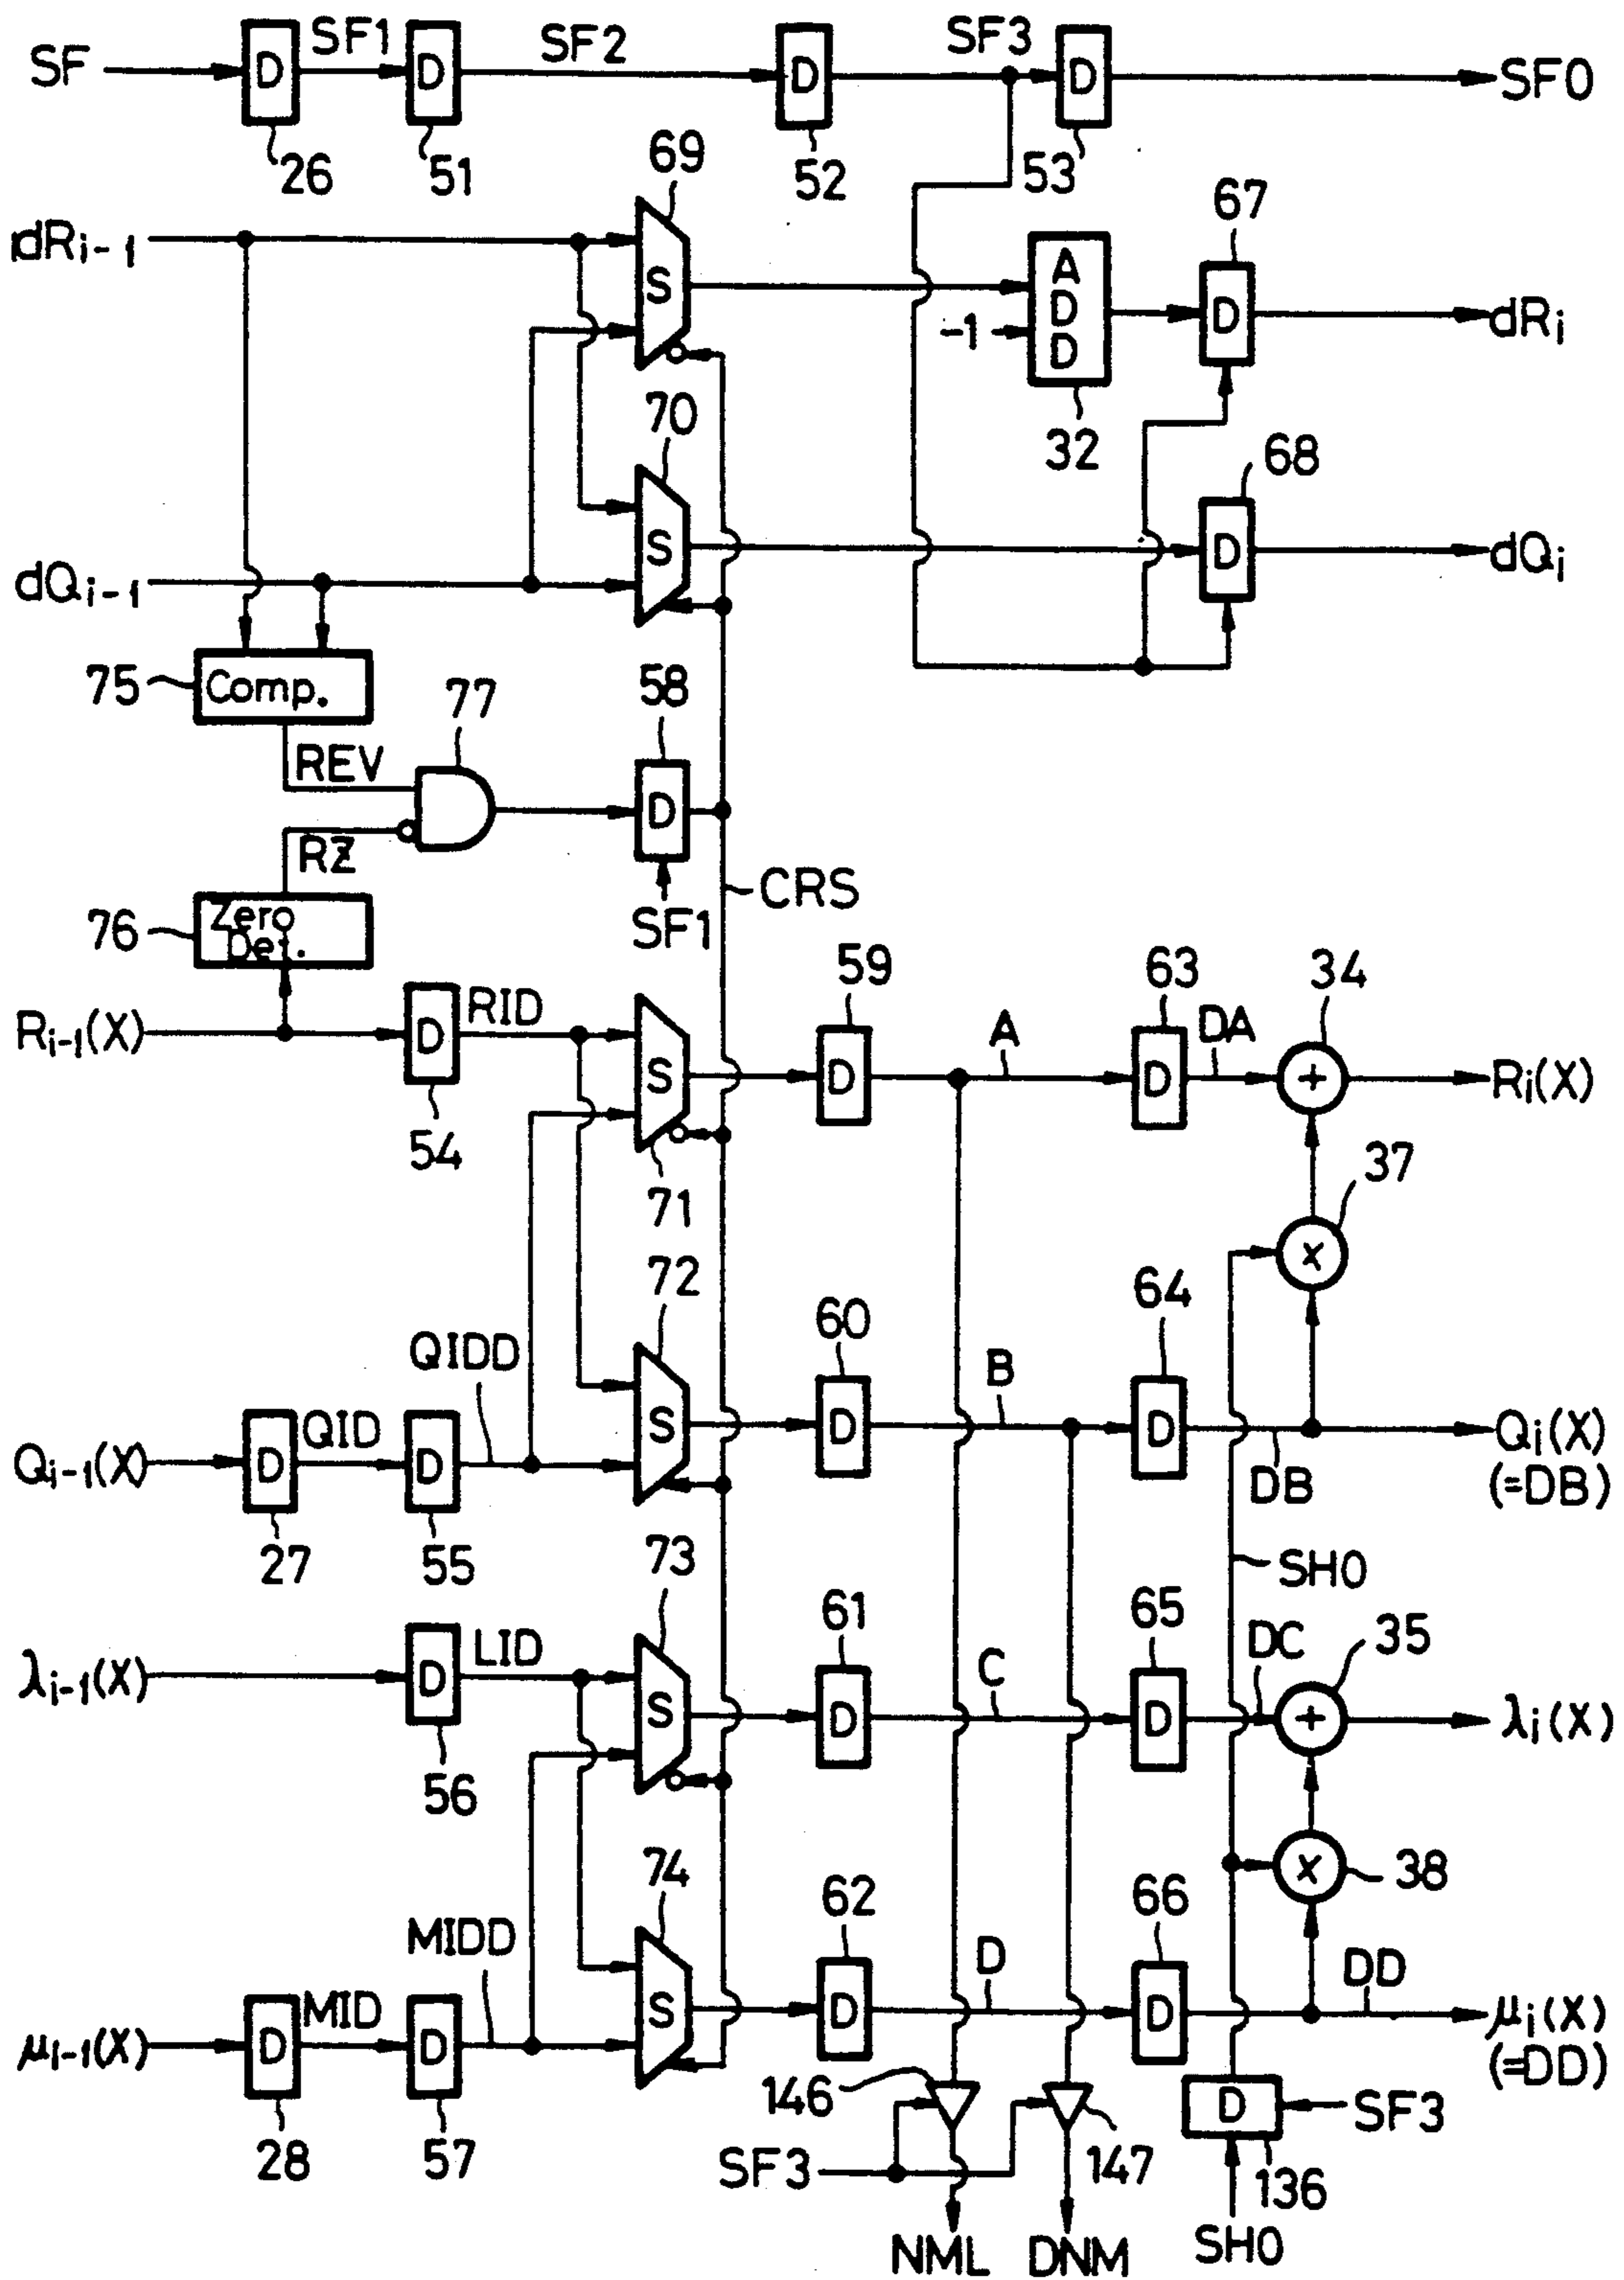 SF SF1 SF2 SF3 SF0
D D D D
26 51 52 53
69 67
dRi-1 S A D D D dRi
-1
32
70 68
dQi-1 S D dQi
75 Comp. 77 58
REV D
RZ
SF1 CRS
76 Zero Det.
59 63 34
Ri-1(X) D RID S D A D DA + Ri(X)
54 71 37
×
72 60 64
QIDD B
Qi-1(X) D QID D S D D DB Qi(X)
(=DB)
27 55 SH0
73 61 65 35
λi-1(X) D LID S D C D DC + λi(X)
56
74 62 66 × 38
MIDD D DD
μi-1(X) D MID D S D D μi(X)
(=DD)
28 57 146 147 D SF3
SF3 136
NML DNM SH0